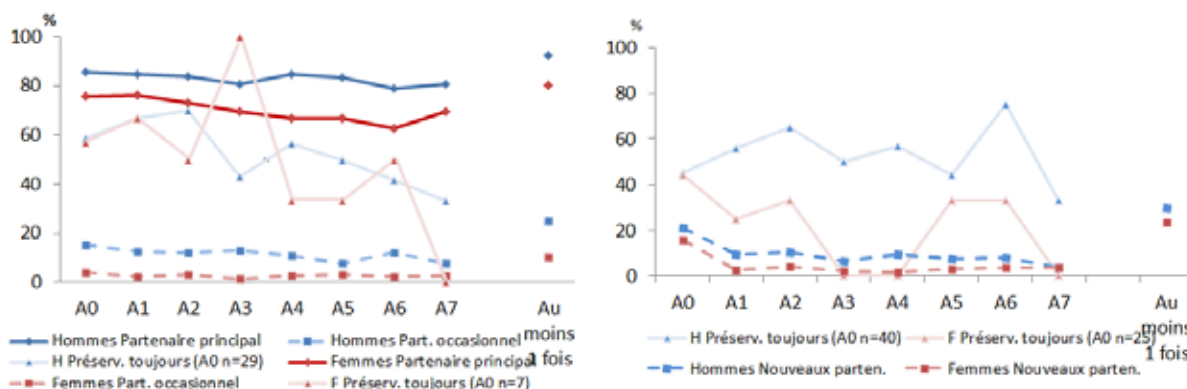 %
100
80
60
40
20
0
A0 A1 A2 A3 A4 A5 A6 A7 Au
moins
1 fois
Hommes Partenaire principal
Hommes Part. occasionnel
H Préserv. toujours (A0 n=29)
Femmes Partenaire principal
Femmes Part. occasionnel
F Préserv. toujours (A0 n=7)
%
100
80
60
40
20
0
A0 A1 A2 A3 A4 A5 A6 A7 Au
moins
1 fois
H Préserv. toujours (A0 n=40)
F Préserv. toujours (A0 n=25)
Hommes Nouveaux parten.
Femmes Nouveaux parten.